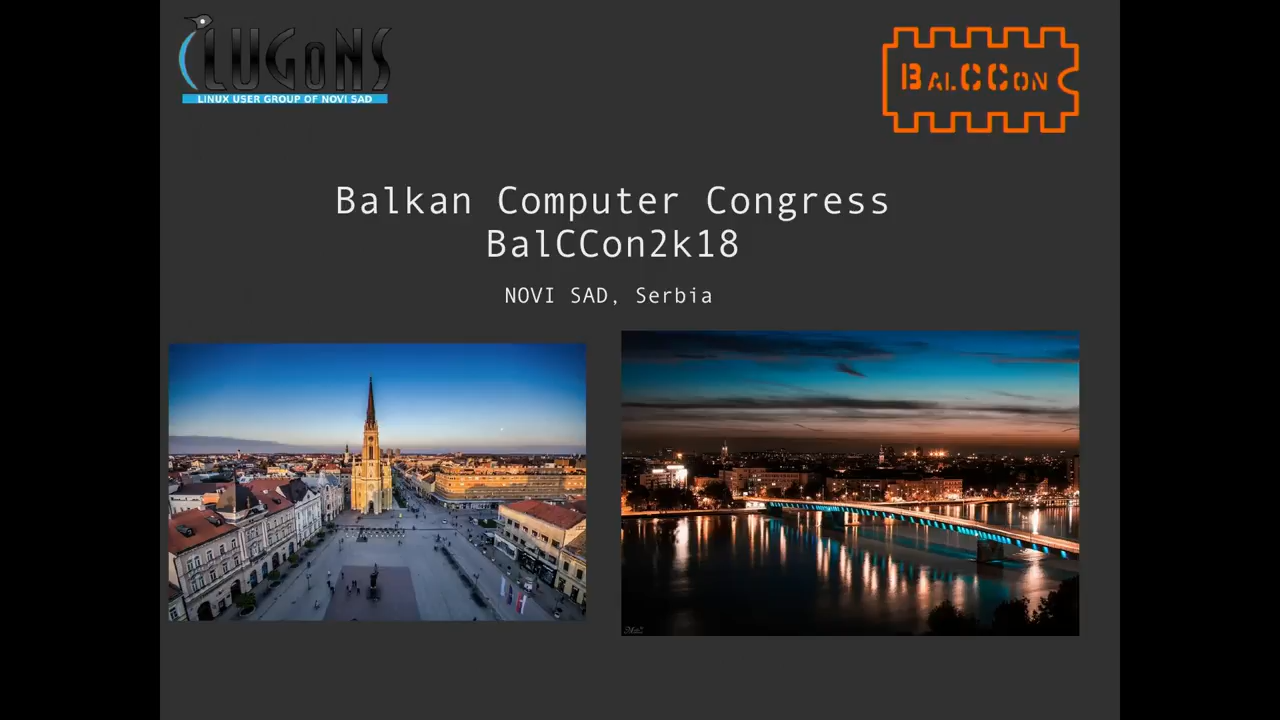 LUGoNS
LINUX USER GROUP OF NOVI SAD
BALCCON
Balkan Computer Congress
BalCCon2k18
NOVI SAD, Serbia